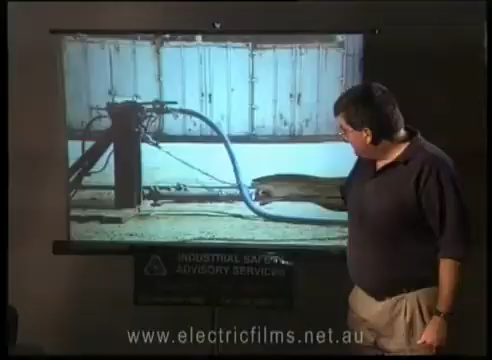 INDUSTRIAL SAFETY
ADVISORY SERVICES
www.electricfilms.net.au